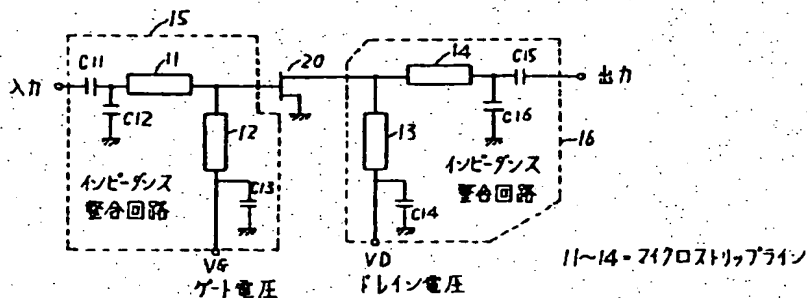 15
入力
C11
11
C12
12
C13
インピーダンス
整合回路
VG
ゲート電圧
20
14
C15
出力
C16
13
16
C14
インピーダンス
整合回路
VD
ドレイン電圧
11~14-マイクロストリップライン